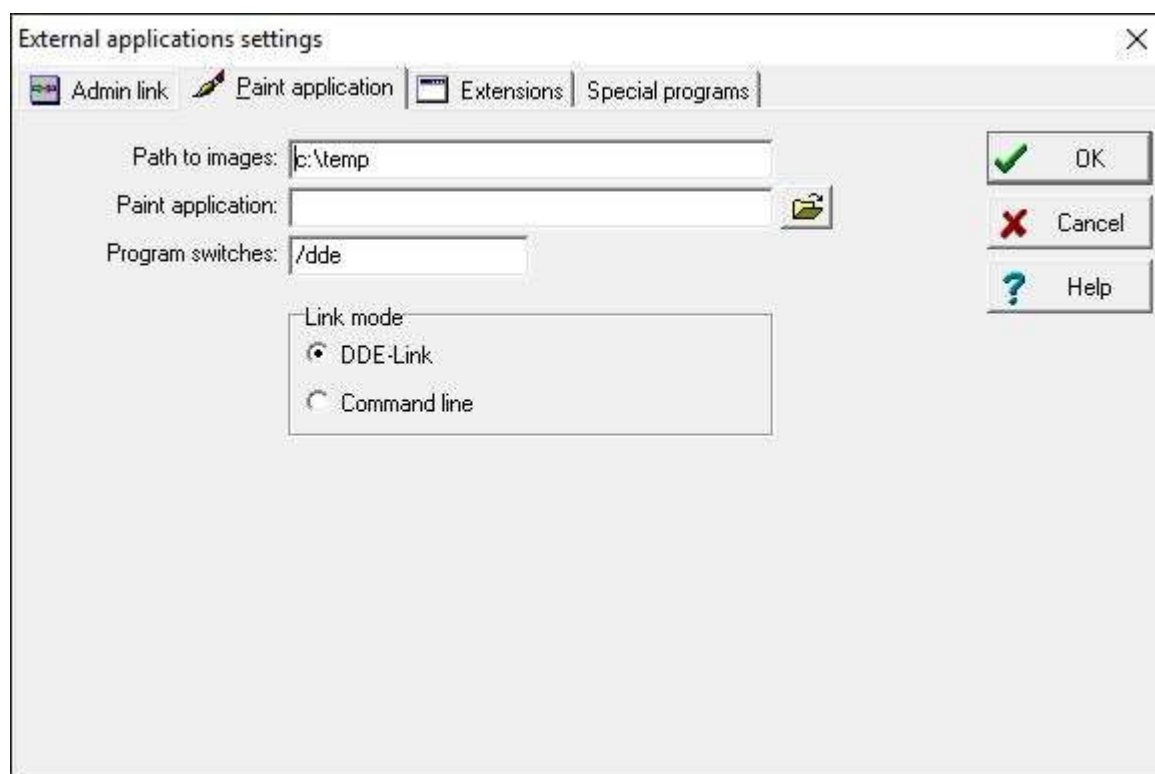 External applications settings
Admin link Paint application Extensions Special programs
Path to images: c:\temp
OK
Paint application:
Cancel
Program switches: /dde
Help
Link mode
DDE-Link
Command line